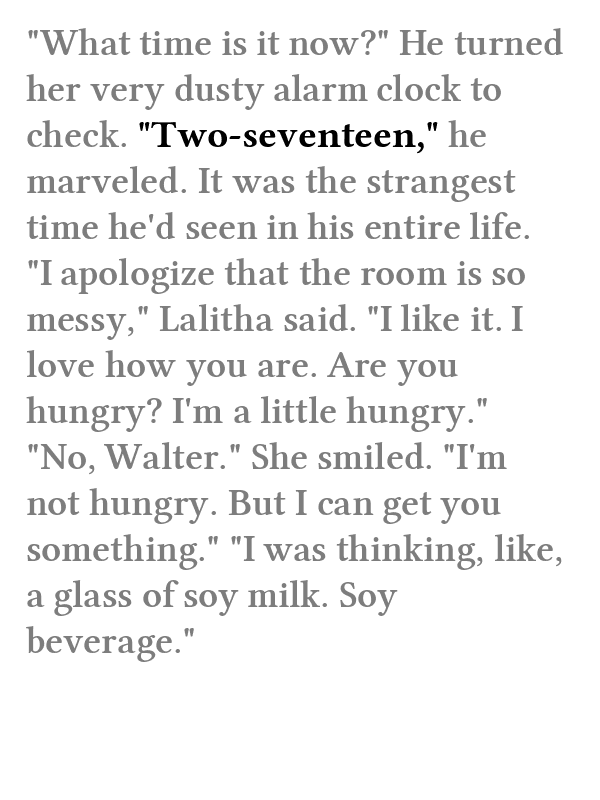 "What time is it now?" He turned
her very dusty alarm clock to
check. "Two-seventeen," he
marveled. It was the strangest
time he'd seen in his entire life.
"I apologize that the room is so
messy," Lalitha said. "I like it. I
love how you are. Are you
hungry? I'm a little hungry."
"No, Walter." She smiled. "I'm
not hungry. But I can get you
something." "I was thinking, like,
a glass of soy milk. Soy
beverage."